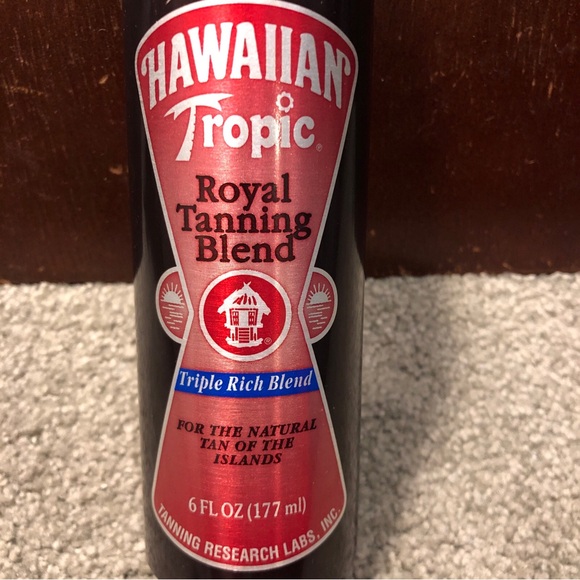 HAWAIIAN
Tropic®
Royal
Tanning
Blend
®
Triple Rich Blend
FOR THE NATURAL
TAN OF THE
ISLANDS
6 FL OZ (177 ml)
TANNING RESEARCH LABS, INC.